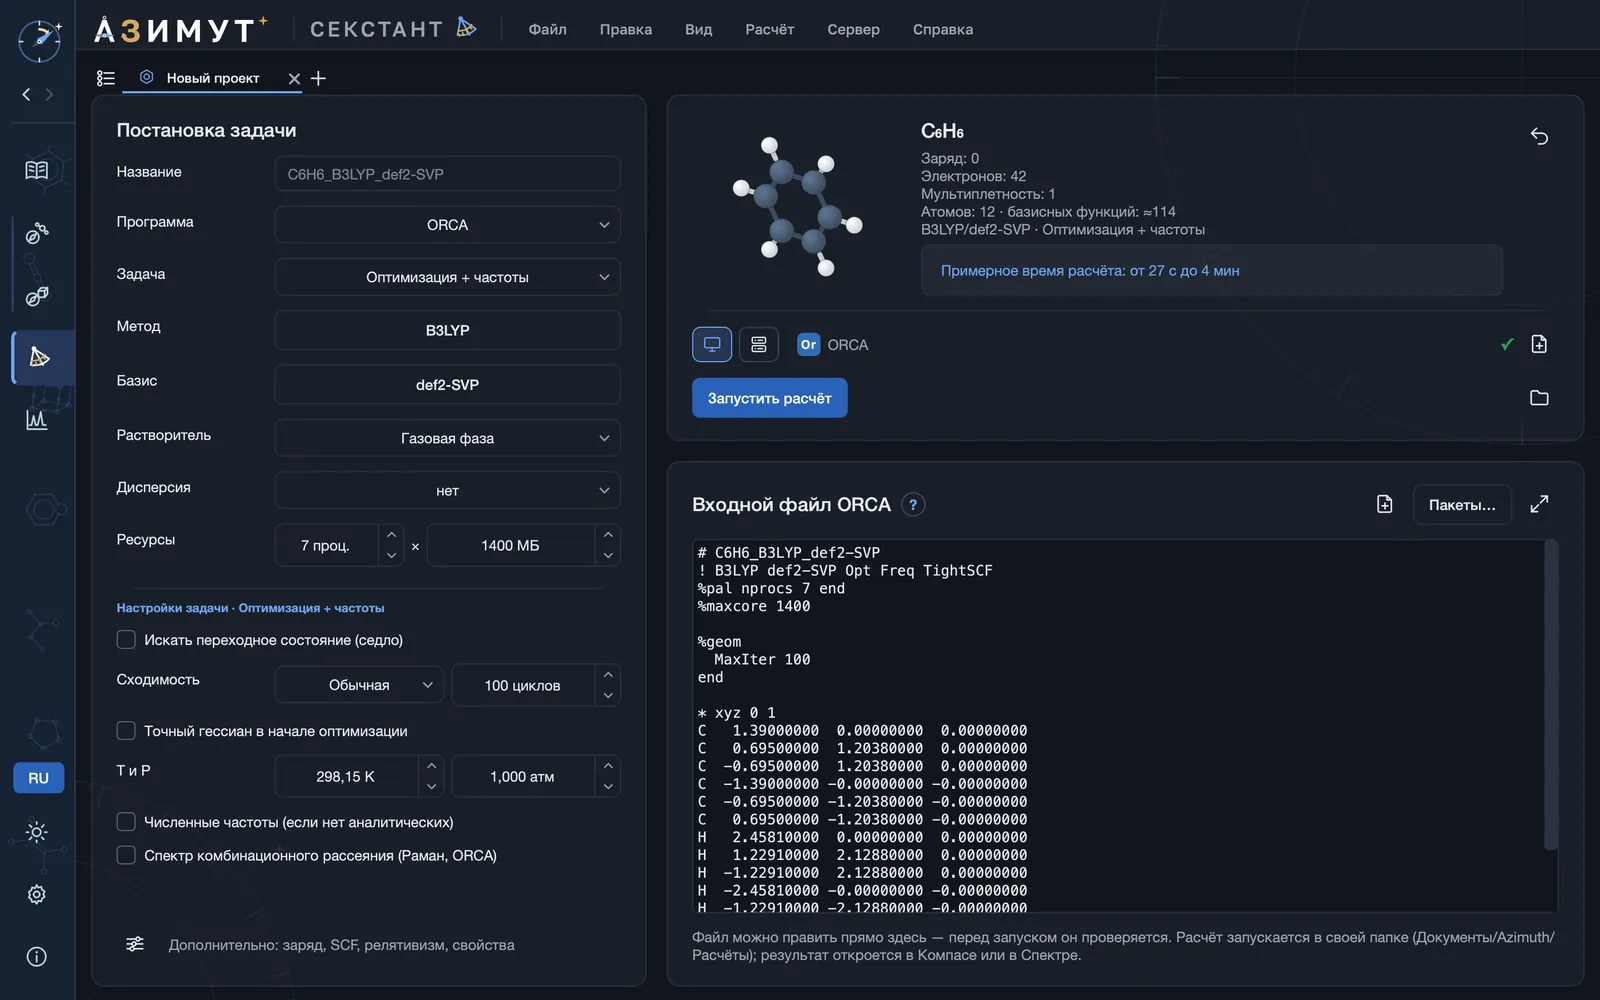 АЗИМУТ
СЕКСТАНТ
Файл
Правка
Вид
Расчёт
Сервер
Справка
Новый проект
Постановка задачи
Название
C6H6_B3LYP_def2-SVP
Программа
ORCA
Задача
Оптимизация + частоты
Метод
B3LYP
Базис
def2-SVP
Растворитель
Газовая фаза
Дисперсия
нет
Ресурсы
7 проц.
×
1400 МБ
Настройки задачи · Оптимизация + частоты
Искать переходное состояние (седло)
Сходимость
Обычная
100 циклов
Точный гессиан в начале оптимизации
T и P
298,15 K
1,000 атм
Численные частоты (если нет аналитических)
Спектр комбинационного рассеяния (Раман, ORCA)
Дополнительно: заряд, SCF, релятивизм, свойства
RU
C₆H₆
Заряд: 0
Электронов: 42
Мультиплетность: 1
Атомов: 12 · базисных функций: ≈114
B3LYP/def2-SVP · Оптимизация + частоты
Примерное время расчёта: от 27 с до 4 мин
Or
ORCA
Запустить расчёт
Входной файл ORCA
?
Пакеты...
# C6H6_B3LYP_def2-SVP
! B3LYP def2-SVP Opt Freq TightSCF
%pal nprocs 7 end
%maxcore 1400
%geom
MaxIter 100
end
* xyz 0 1
C 1.39000000 0.00000000 0.00000000
C 0.69500000 1.20380000 0.00000000
C -0.69500000 1.20380000 0.00000000
C -1.39000000 -0.00000000 -0.00000000
C -0.69500000 -1.20380000 -0.00000000
C 0.69500000 -1.20380000 -0.00000000
H 2.45810000 0.00000000 0.00000000
H 1.22910000 2.12880000 0.00000000
H -1.22910000 2.12880000 0.00000000
H -2.45810000 -0.00000000 -0.00000000
H -1.22910000 -2.12880000 -0.00000000
Файл можно править прямо здесь — перед запуском он проверяется. Расчёт запускается в своей папке (Документы/Azimuth/
Расчёты); результат откроется в Компасе или в Спектре.